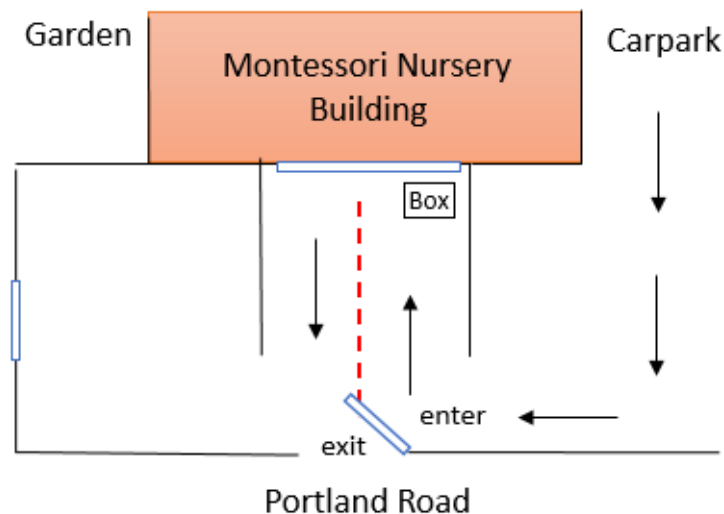 Garden
Montessori Nursery
Building
Carpark
Box
enter
exit
Portland Road